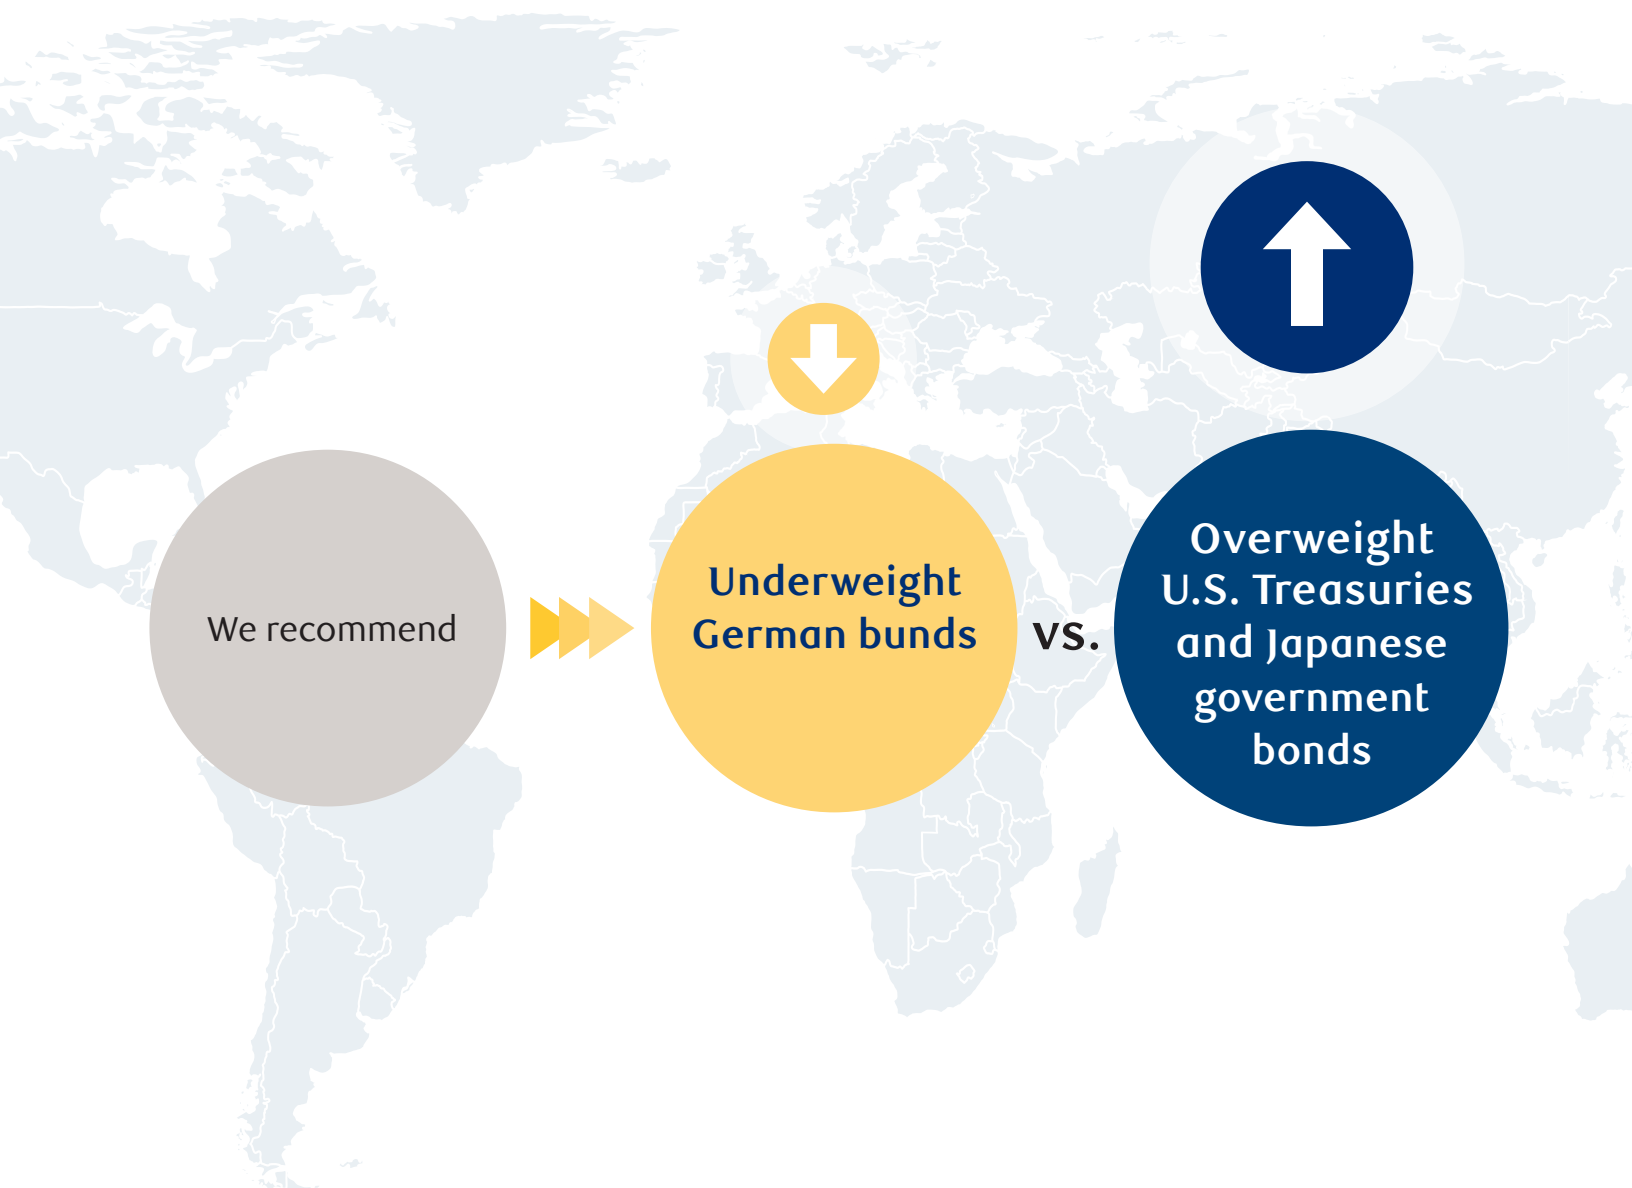 We recommend
Underweight
German bunds
vs.
Overweight
U.S. Treasuries
and Japanese
government
bonds